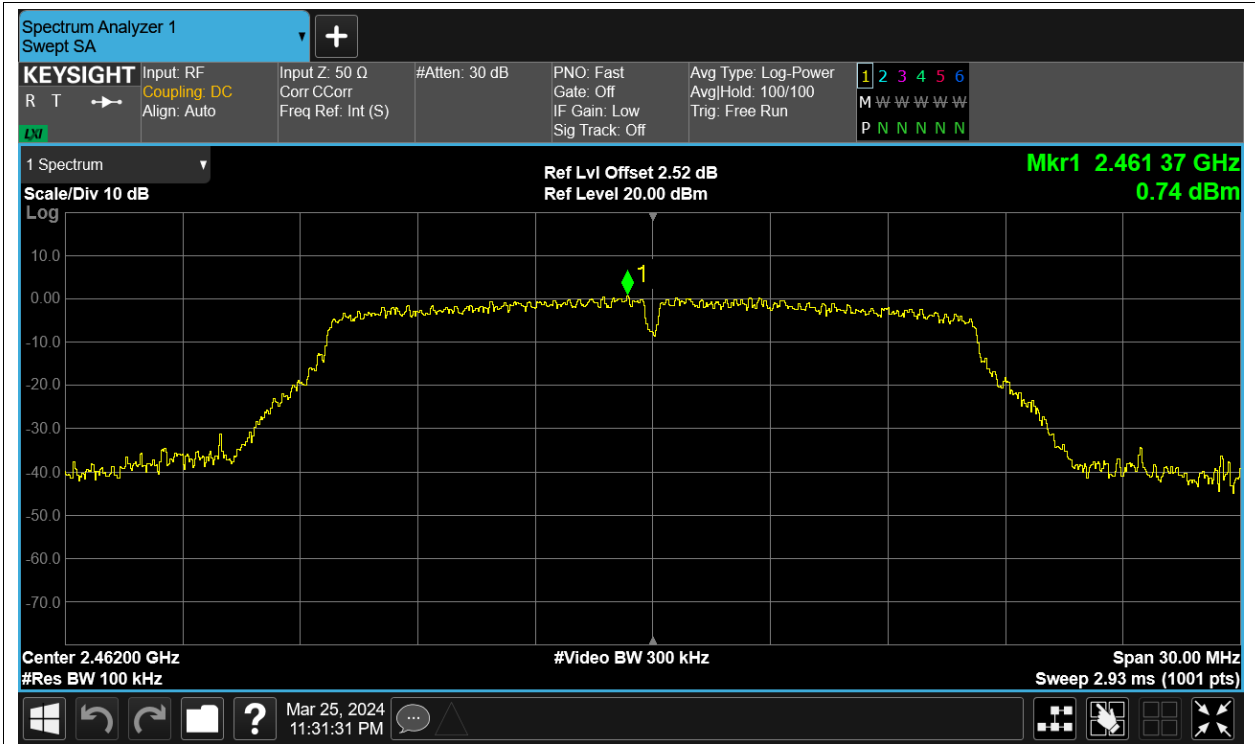 Spectrum Analyzer 1
Swept SA
KEYSIGHT
R T
LXI
Input: RF
Coupling: DC
Align: Auto
Input Z: 50 Ω
Corr CCorr
Freq Ref: Int (S)
#Atten: 30 dB
PNO: Fast
Gate: Off
IF Gain: Low
Sig Track: Off
Avg Type: Log-Power
Avg|Hold: 100/100
Trig: Free Run
1 2 3 4 5 6
M W W W W W
P N N N N N
1 Spectrum
Scale/Div 10 dB
Log
Ref Lvl Offset 2.52 dB
Ref Level 20.00 dBm
Mkr1 2.461 37 GHz
0.74 dBm
10.0
1
0.00
-10.0
-20.0
-30.0
-40.0
-50.0
-60.0
-70.0
Center 2.46200 GHz
#Res BW 100 kHz
#Video BW 300 kHz
Span 30.00 MHz
Sweep 2.93 ms (1001 pts)
?
Mar 25, 2024
11:31:31 PM